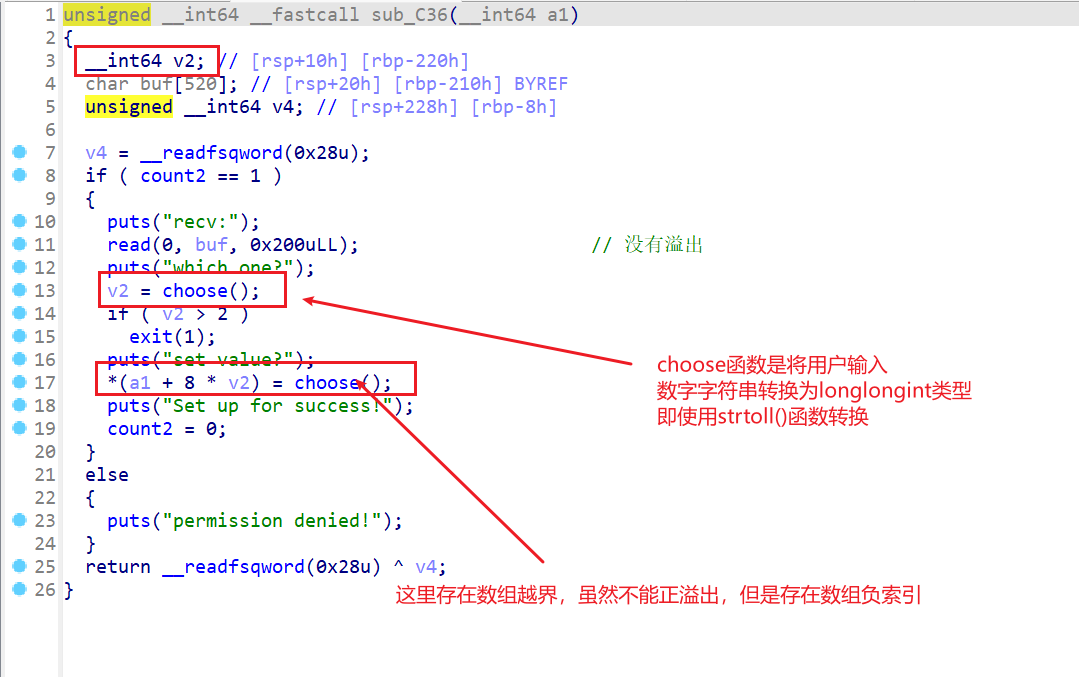 1 unsigned __int64 __fastcall sub_C36(__int64 a1)
2 {
3 __int64 v2; // [rsp+10h] [rbp-220h]
4 char buf[520]; // [rsp+20h] [rbp-210h] BYREF
5 unsigned __int64 v4; // [rsp+228h] [rbp-8h]
6
7 v4 = __readfsqword(0x28u);
8 if ( count2 == 1 )
9 {
10 puts("recv:");
11 read(0, buf, 0x200uLL); // 没有溢出
12 puts("which one?");
13 v2 = choose();
14 if ( v2 > 2 )
15 exit(1);
16 puts("set value?");
17 *(a1 + 8 * v2) = choose();
18 puts("Set up for success!");
19 count2 = 0;
20 }
21 else
22 {
23 puts("permission denied!");
24 }
25 return __readfsqword(0x28u) ^ v4;
26 }
choose函数是将用户输入
数字字符串转换为longlongint类型
即使用strtoll()函数转换
这里存在数组越界，虽然不能正溢出，但是存在数组负索引